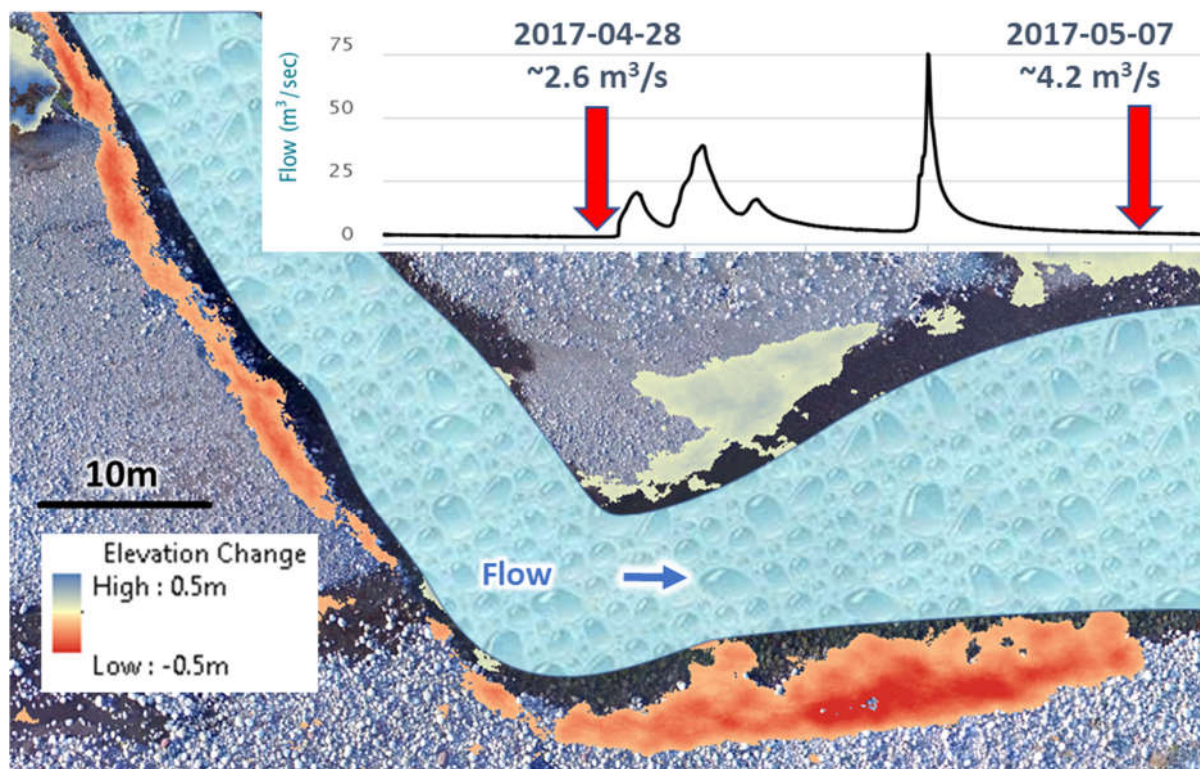 2017-04-28
~2.6 m³/s
2017-05-07
~4.2 m³/s
Flow (m³/sec)
75
50
25
0
10m
Elevation Change
High : 0.5m
Low : -0.5m
Flow